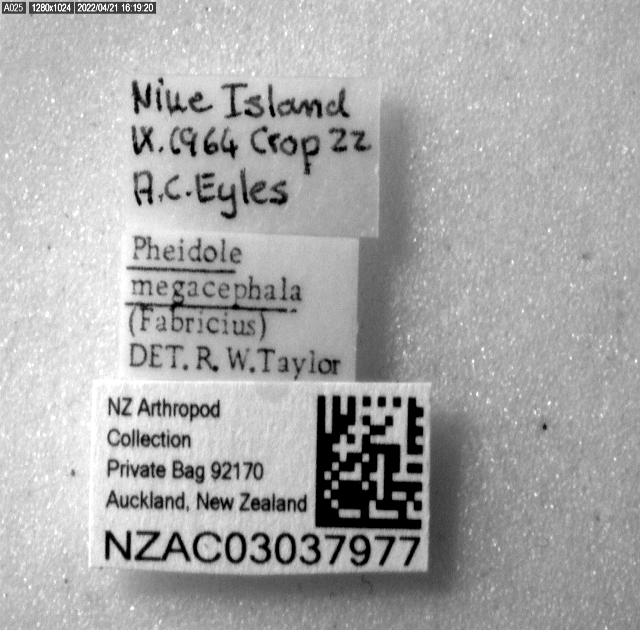 A025 1280x1024 2022/04/21 16:19:20
Niue Island
IX.1964 Crop 22
A.C. Eyles
Pheidole
megacephala
(Fabricius)
DET. R. W. Taylor
NZ Arthropod
Collection
Private Bag 92170
Auckland, New Zealand
NZAC03037977